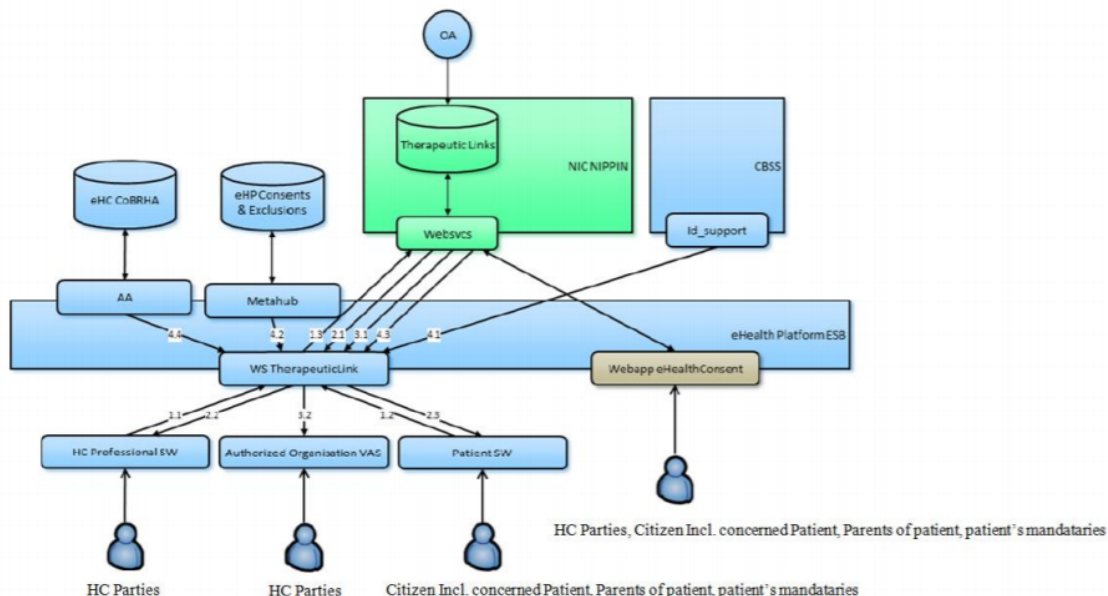 OA
Therapeutic Links
NIC NIPPIN
CBSS
eHC CoBRHA
eHP Consents
& Exclusions
Websvcs
Id_support
AA
Metahub
4.4
4.2
1.3
2.1
3.1
4.3
4.1
eHealth Platform ESB
WS TherapeuticLink
Webapp eHealthConsent
1.1
2.2
3.2
1.2
2.3
HC Professional SW
Authorized Organisation VAS
Patient SW
HC Parties, Citizen Incl. concerned Patient, Parents of patient, patient's mandataries
HC Parties
HC Parties
Citizen Incl. concerned Patient, Parents of patient, patient's mandataries